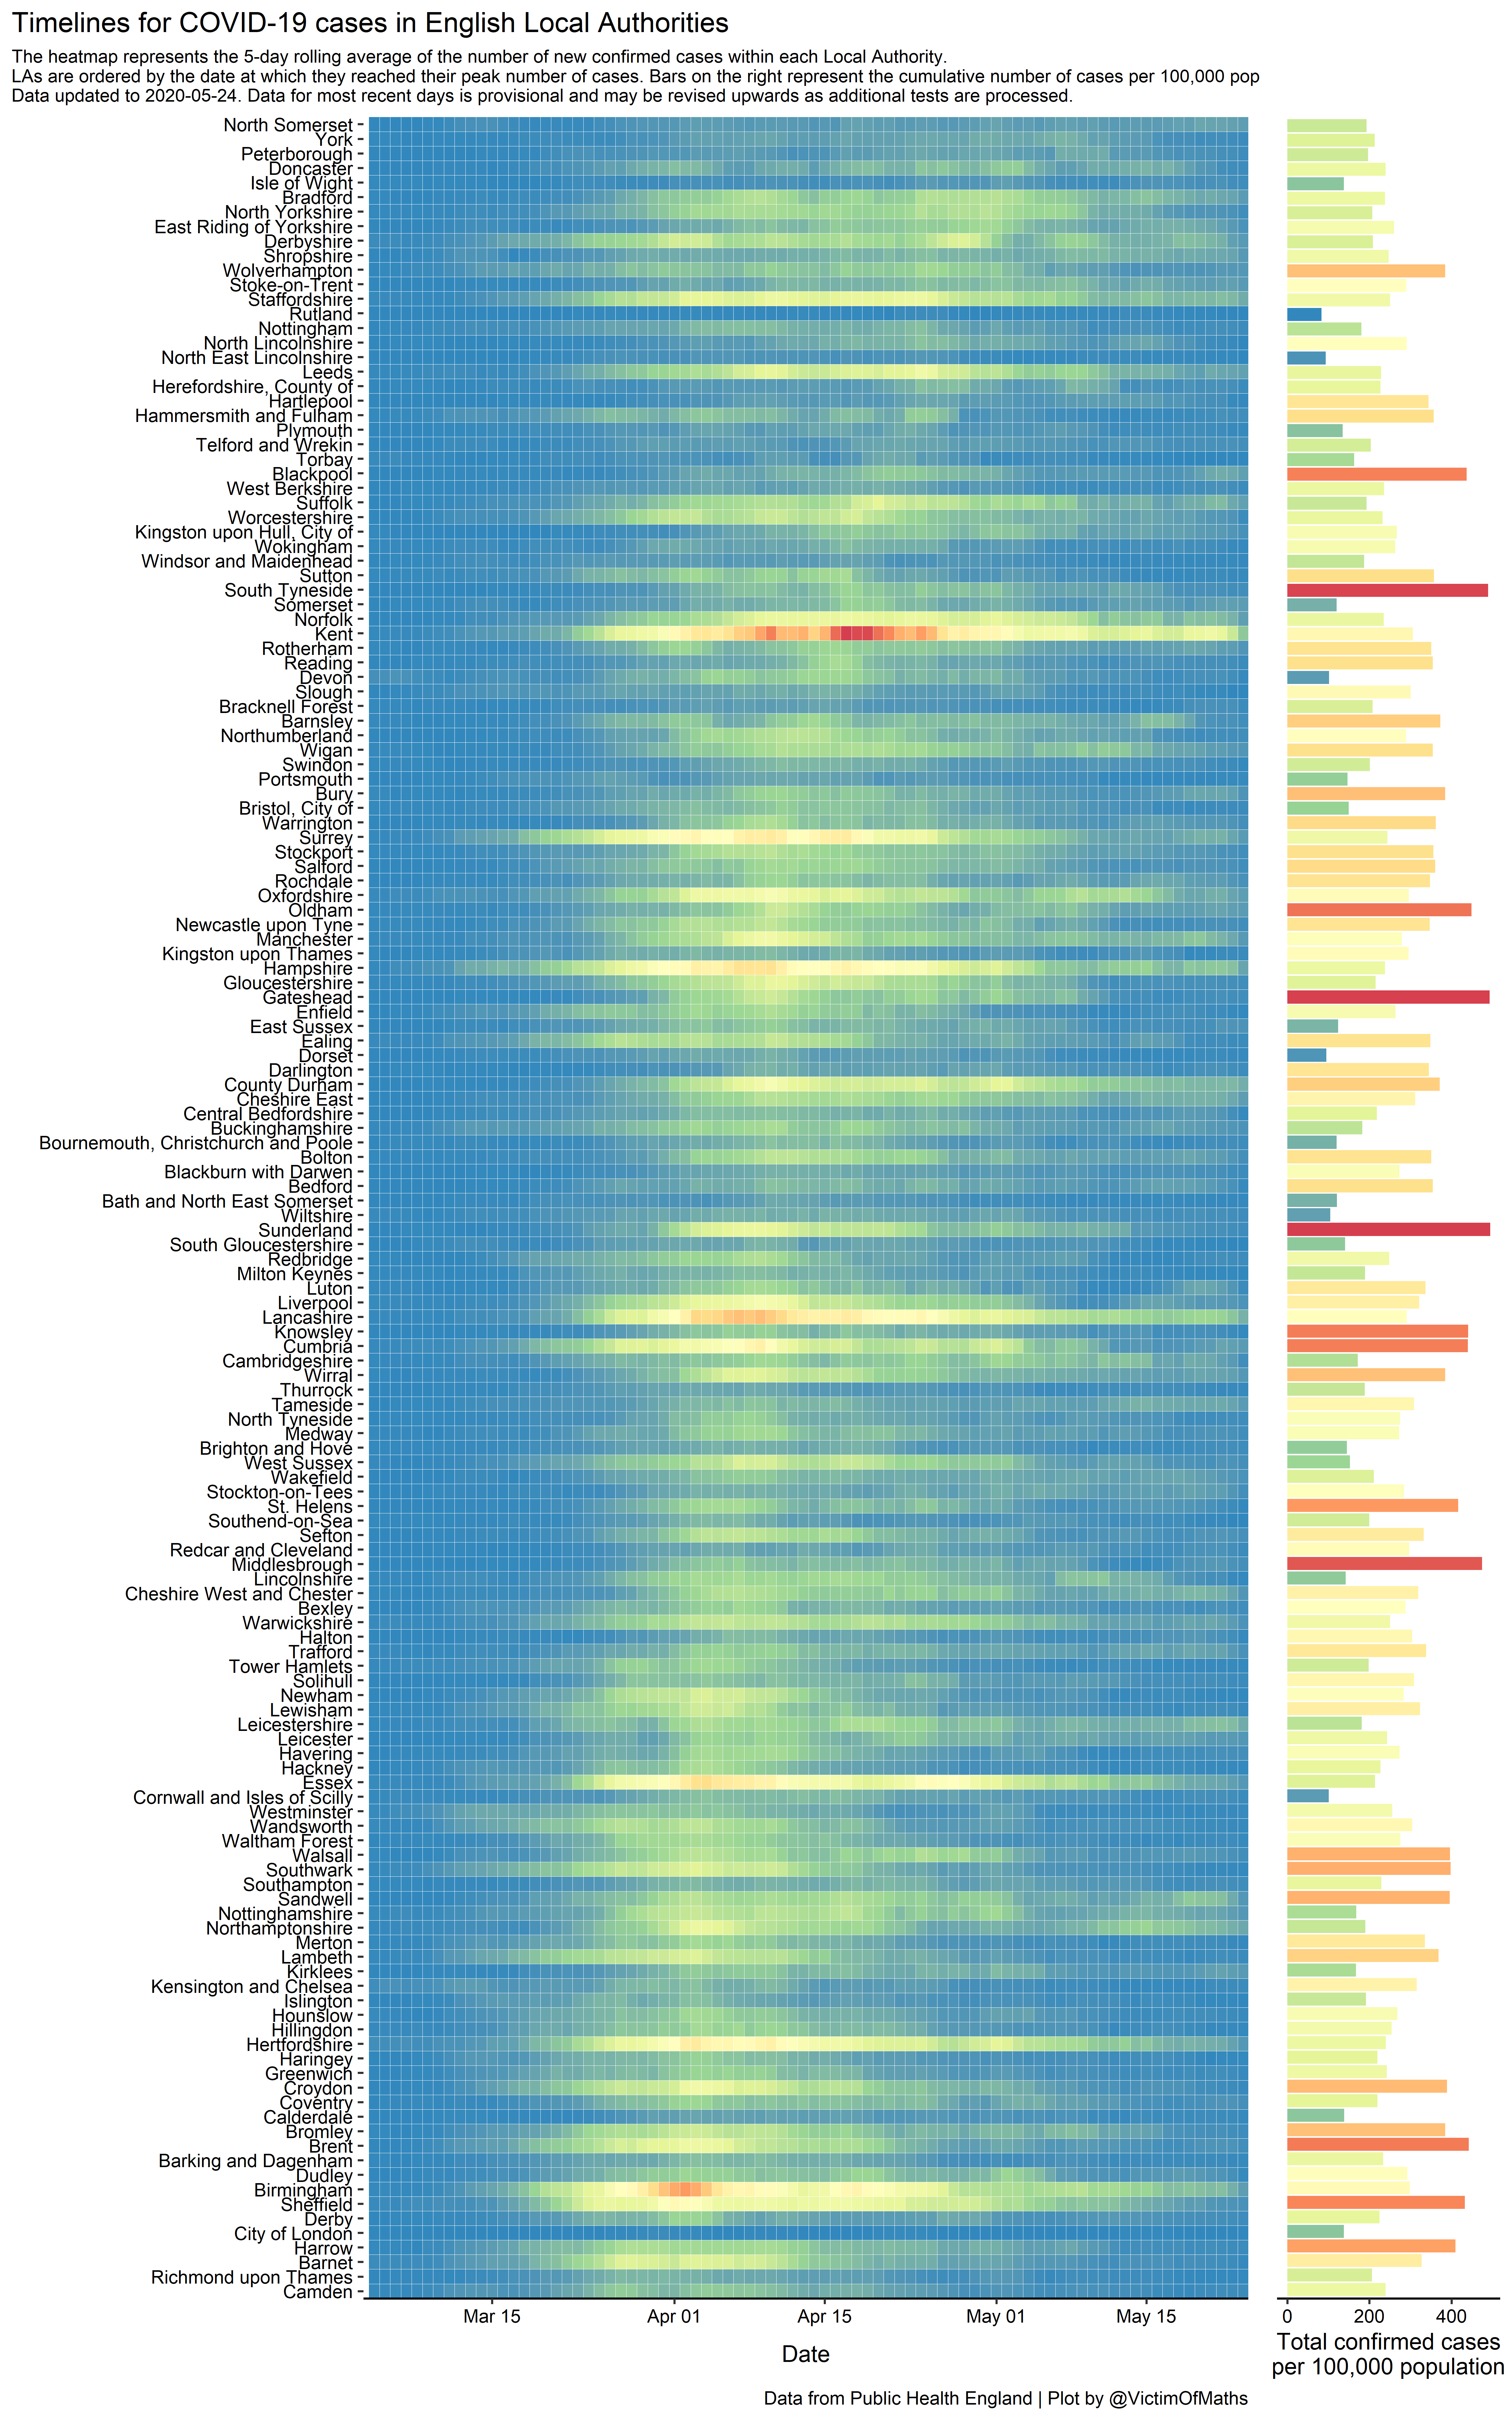 Timelines for COVID-19 cases in English Local Authorities
The heatmap represents the 5-day rolling average of the number of new confirmed cases within each Local Authority.
LAs are ordered by the date at which they reached their peak number of cases. Bars on the right represent the cumulative number of cases per 100,000 pop
Data updated to 2020-05-24. Data for most recent days is provisional and may be revised upwards as additional tests are processed.
North Somerset
York
Peterborough
Doncaster
Isle of Wight
Bradford
North Yorkshire
East Riding of Yorkshire
Derbyshire
Shropshire
Wolverhampton
Stoke-on-Trent
Staffordshire
Rutland
Nottingham
North Lincolnshire
North East Lincolnshire
Leeds
Herefordshire, County of
Hartlepool
Hammersmith and Fulham
Plymouth
Telford and Wrekin
Torbay
Blackpool
West Berkshire
Suffolk
Worcestershire
Kingston upon Hull, City of
Wokingham
Windsor and Maidenhead
Sutton
South Tyneside
Somerset
Norfolk
Kent
Rotherham
Reading
Devon
Slough
Bracknell Forest
Barnsley
Northumberland
Wigan
Swindon
Portsmouth
Bury
Bristol, City of
Warrington
Surrey
Stockport
Salford
Rochdale
Oxfordshire
Oldham
Newcastle upon Tyne
Manchester
Kingston upon Thames
Hampshire
Gloucestershire
Gateshead
Enfield
East Sussex
Ealing
Dorset
Darlington
County Durham
Cheshire East
Central Bedfordshire
Buckinghamshire
Bournemouth, Christchurch and Poole
Bolton
Blackburn with Darwen
Bedford
Bath and North East Somerset
Wiltshire
Sunderland
South Gloucestershire
Redbridge
Milton Keynes
Luton
Liverpool
Lancashire
Knowsley
Cumbria
Cambridgeshire
Wirral
Thurrock
Tameside
North Tyneside
Medway
Brighton and Hove
West Sussex
Wakefield
Stockton-on-Tees
St. Helens
Southend-on-Sea
Sefton
Redcar and Cleveland
Middlesbrough
Lincolnshire
Cheshire West and Chester
Bexley
Warwickshire
Halton
Trafford
Tower Hamlets
Solihull
Newham
Lewisham
Leicestershire
Leicester
Havering
Hackney
Essex
Cornwall and Isles of Scilly
Westminster
Wandsworth
Waltham Forest
Walsall
Southwark
Southampton
Sandwell
Nottinghamshire
Northamptonshire
Merton
Lambeth
Kirklees
Kensington and Chelsea
Islington
Hounslow
Hillingdon
Hertfordshire
Haringey
Greenwich
Croydon
Coventry
Calderdale
Bromley
Brent
Barking and Dagenham
Dudley
Birmingham
Sheffield
Derby
City of London
Harrow
Barnet
Richmond upon Thames
Camden
Mar 15 Apr 01 Apr 15 May 01 May 15
Date
0 200 400
Total confirmed cases
per 100,000 population
Data from Public Health England | Plot by @VictimOfMaths